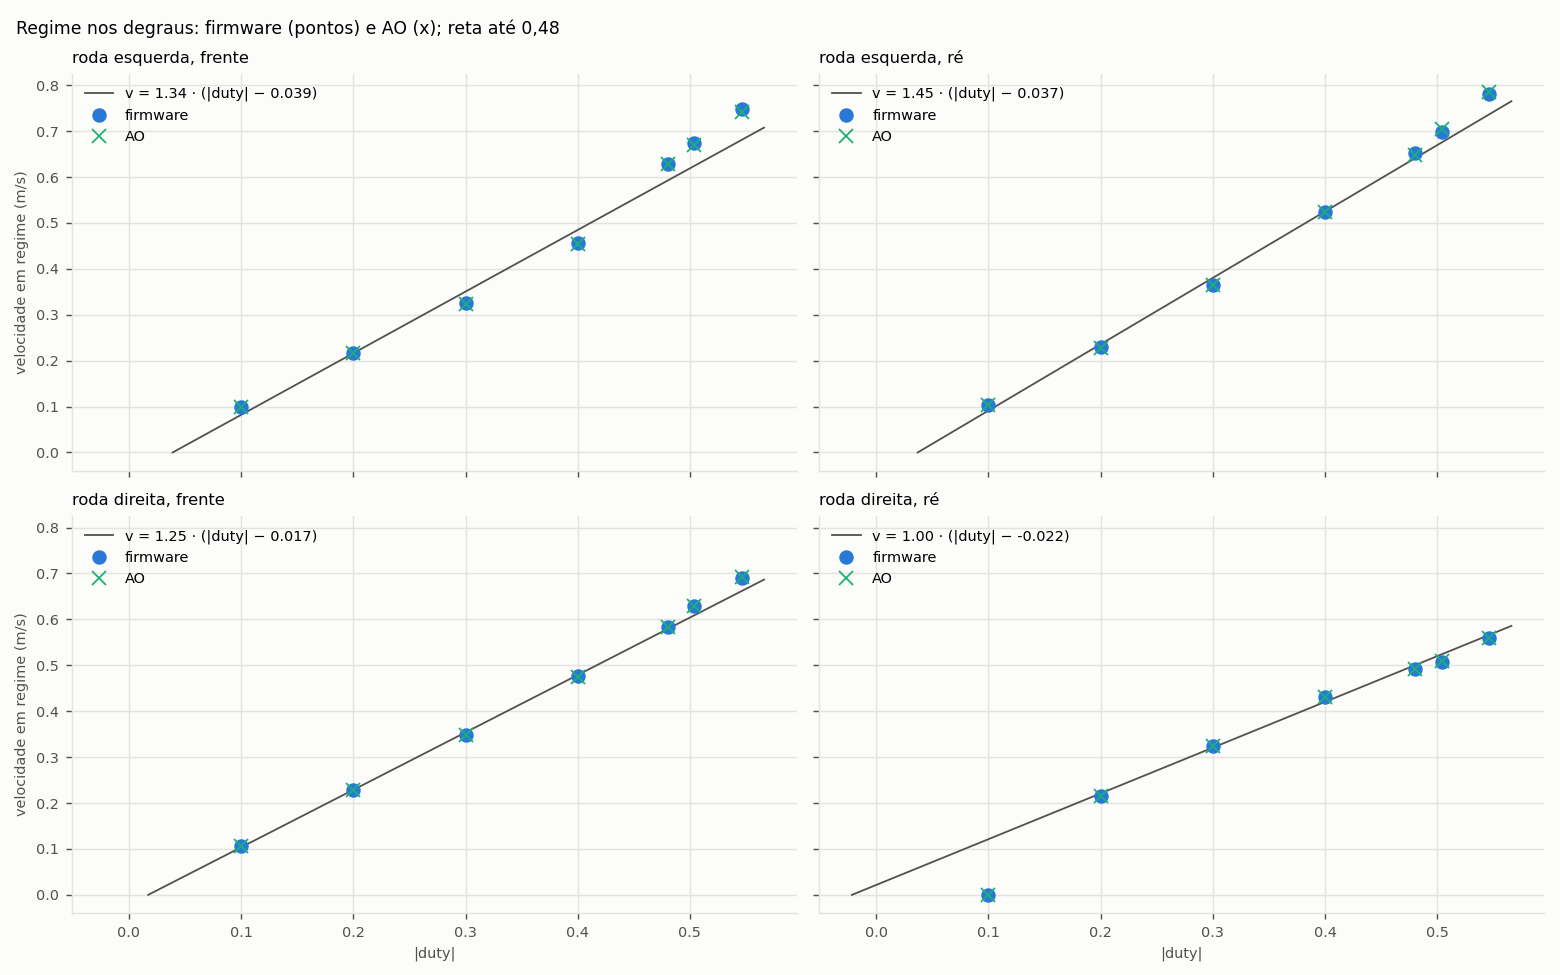 Regime nos degraus: firmware (pontos) e AO (x); reta até 0,48
roda esquerda, frente
v = 1.34 · (|duty| − 0.039)
firmware
AO
velocidade em regime (m/s)
0.8
0.7
0.6
0.5
0.4
0.3
0.2
0.1
0.0
roda esquerda, ré
v = 1.45 · (|duty| − 0.037)
firmware
AO
roda direita, frente
v = 1.25 · (|duty| − 0.017)
firmware
AO
velocidade em regime (m/s)
0.8
0.7
0.6
0.5
0.4
0.3
0.2
0.1
0.0
0.0 0.1 0.2 0.3 0.4 0.5
|duty|
roda direita, ré
v = 1.00 · (|duty| − -0.022)
firmware
AO
0.0 0.1 0.2 0.3 0.4 0.5
|duty|